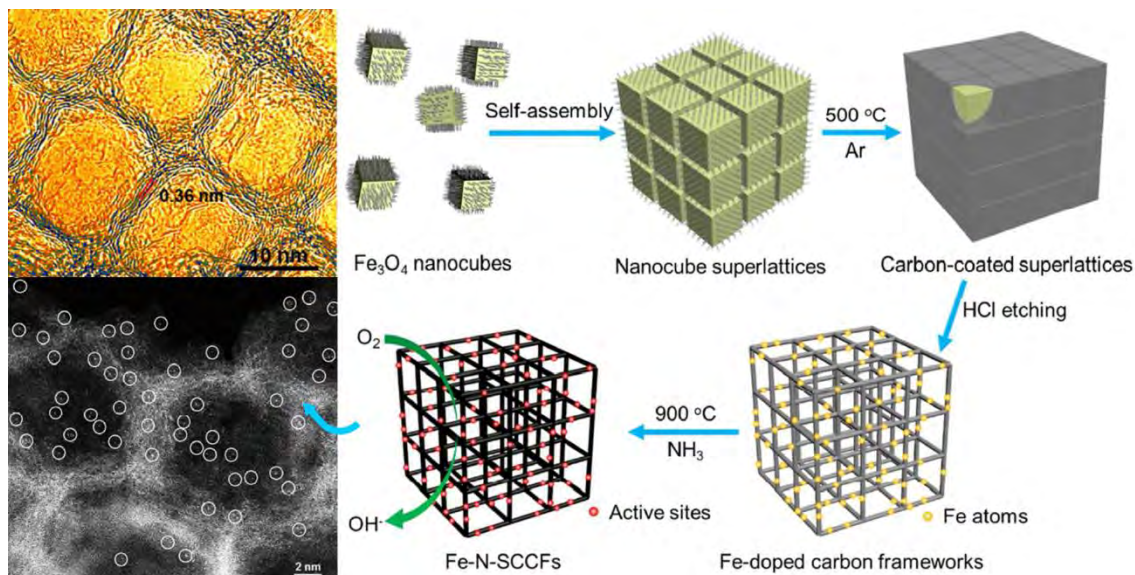 0.36 nm
10 nm
Fe₃O₄ nanocubes
Self-assembly
Nanocube superlattices
500 °C
Ar
Carbon-coated superlattices
HCl etching
O₂
OH⁻
900 °C
NH₃
Active sites
Fe atoms
2 nm
Fe-N-SCCFs
Fe-doped carbon frameworks